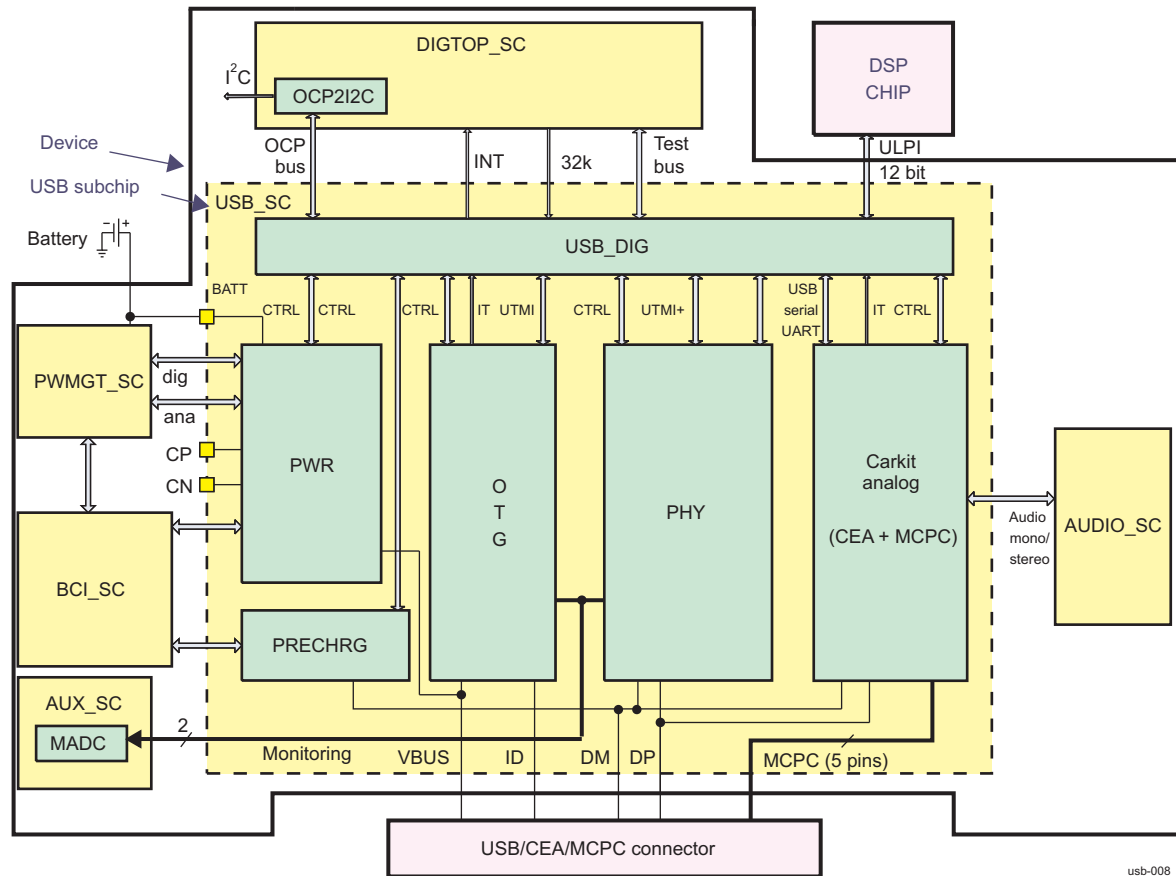 DIGTOP_SC
I2C
OCP2I2C
DSP
CHIP
Device
USB subchip
OCP
bus
INT
32k
Test
bus
ULPI
12 bit
USB_SC
Battery
- +
USB_DIG
BATT
CTRL
CTRL
CTRL
IT
UTMI
CTRL
UTMI+
USB
serial
UART
IT
CTRL
PWMGT_SC
dig
ana
CP
CN
PWR
O
T
G
PHY
Carkit
analog
(CEA + MCPC)
Audio
mono/
stereo
AUDIO_SC
BCI_SC
PRECHRG
AUX_SC
MADC
2
Monitoring
VBUS
ID
DM
DP
MCPC (5 pins)
USB/CEA/MCPC connector
usb-008